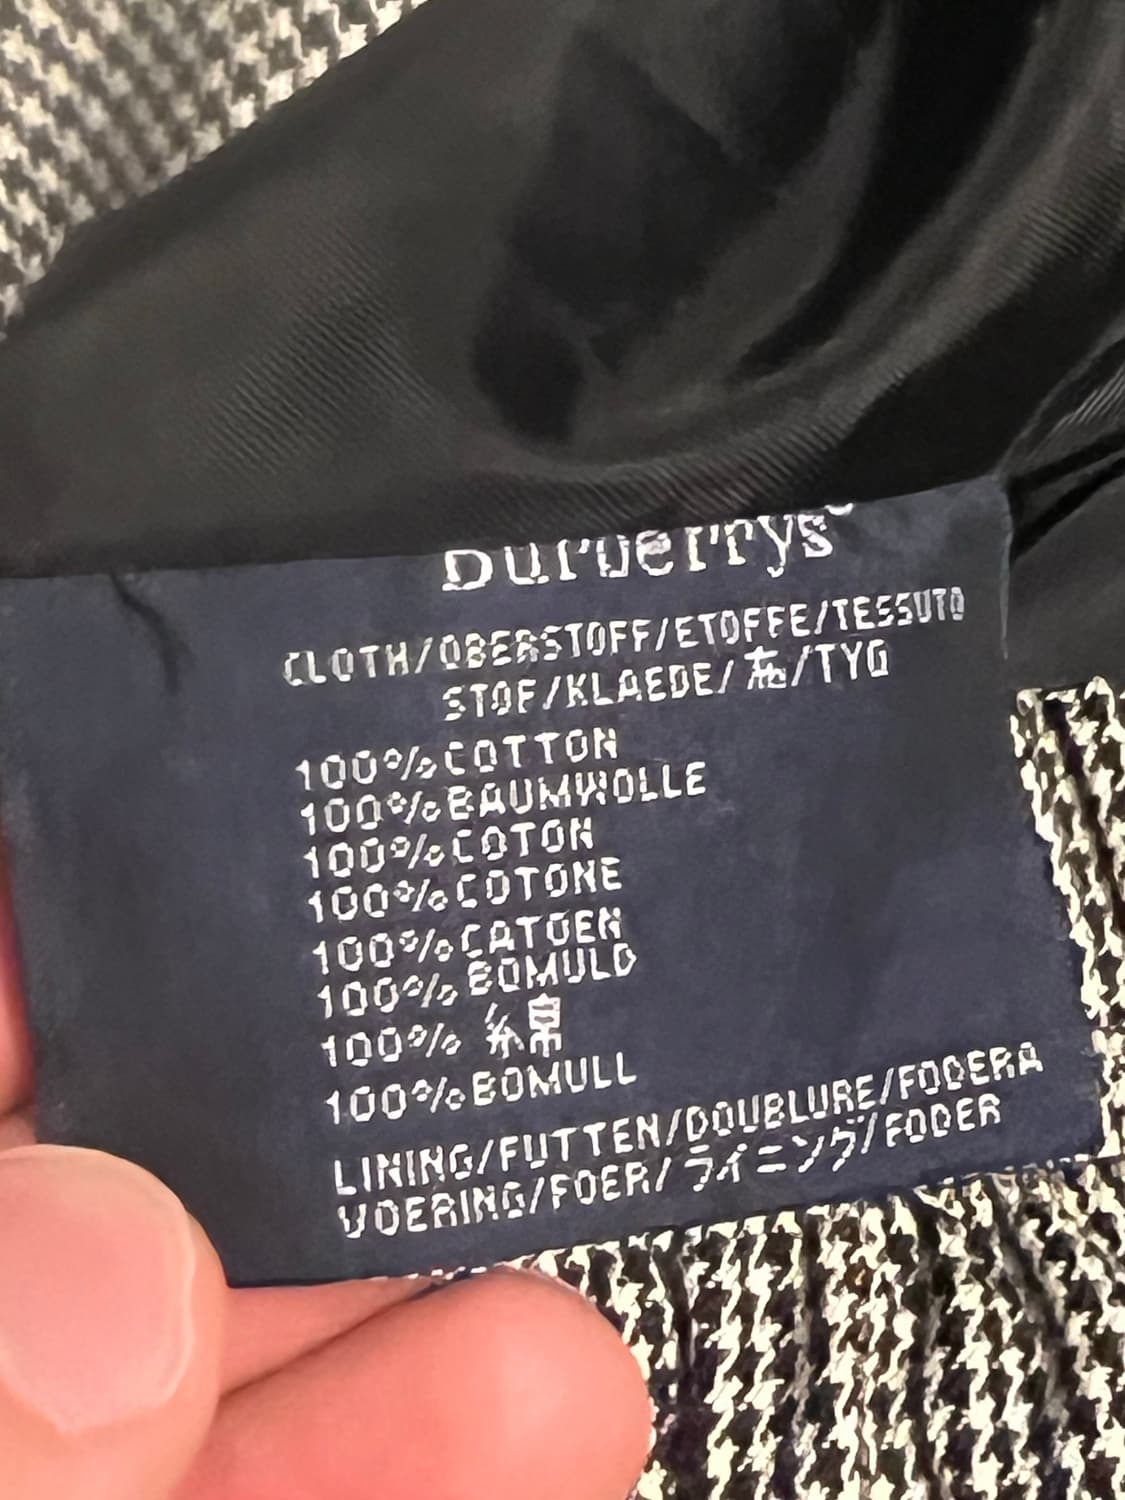 Burberrys
CLOTH/OBERSTOFF/ETOFFE/TESSUTO
STOF/KLAEDE/布/TYG
100%COTTON
100%BAUMWOLLE
100%COTON
100%COTONE
100%CATOEN
100%BOMULD
100% 綿
100%BOMULL
LINING/FUTTEN/DOUBLURE/FODERA
VOERING/FOER/ライニング/FODER